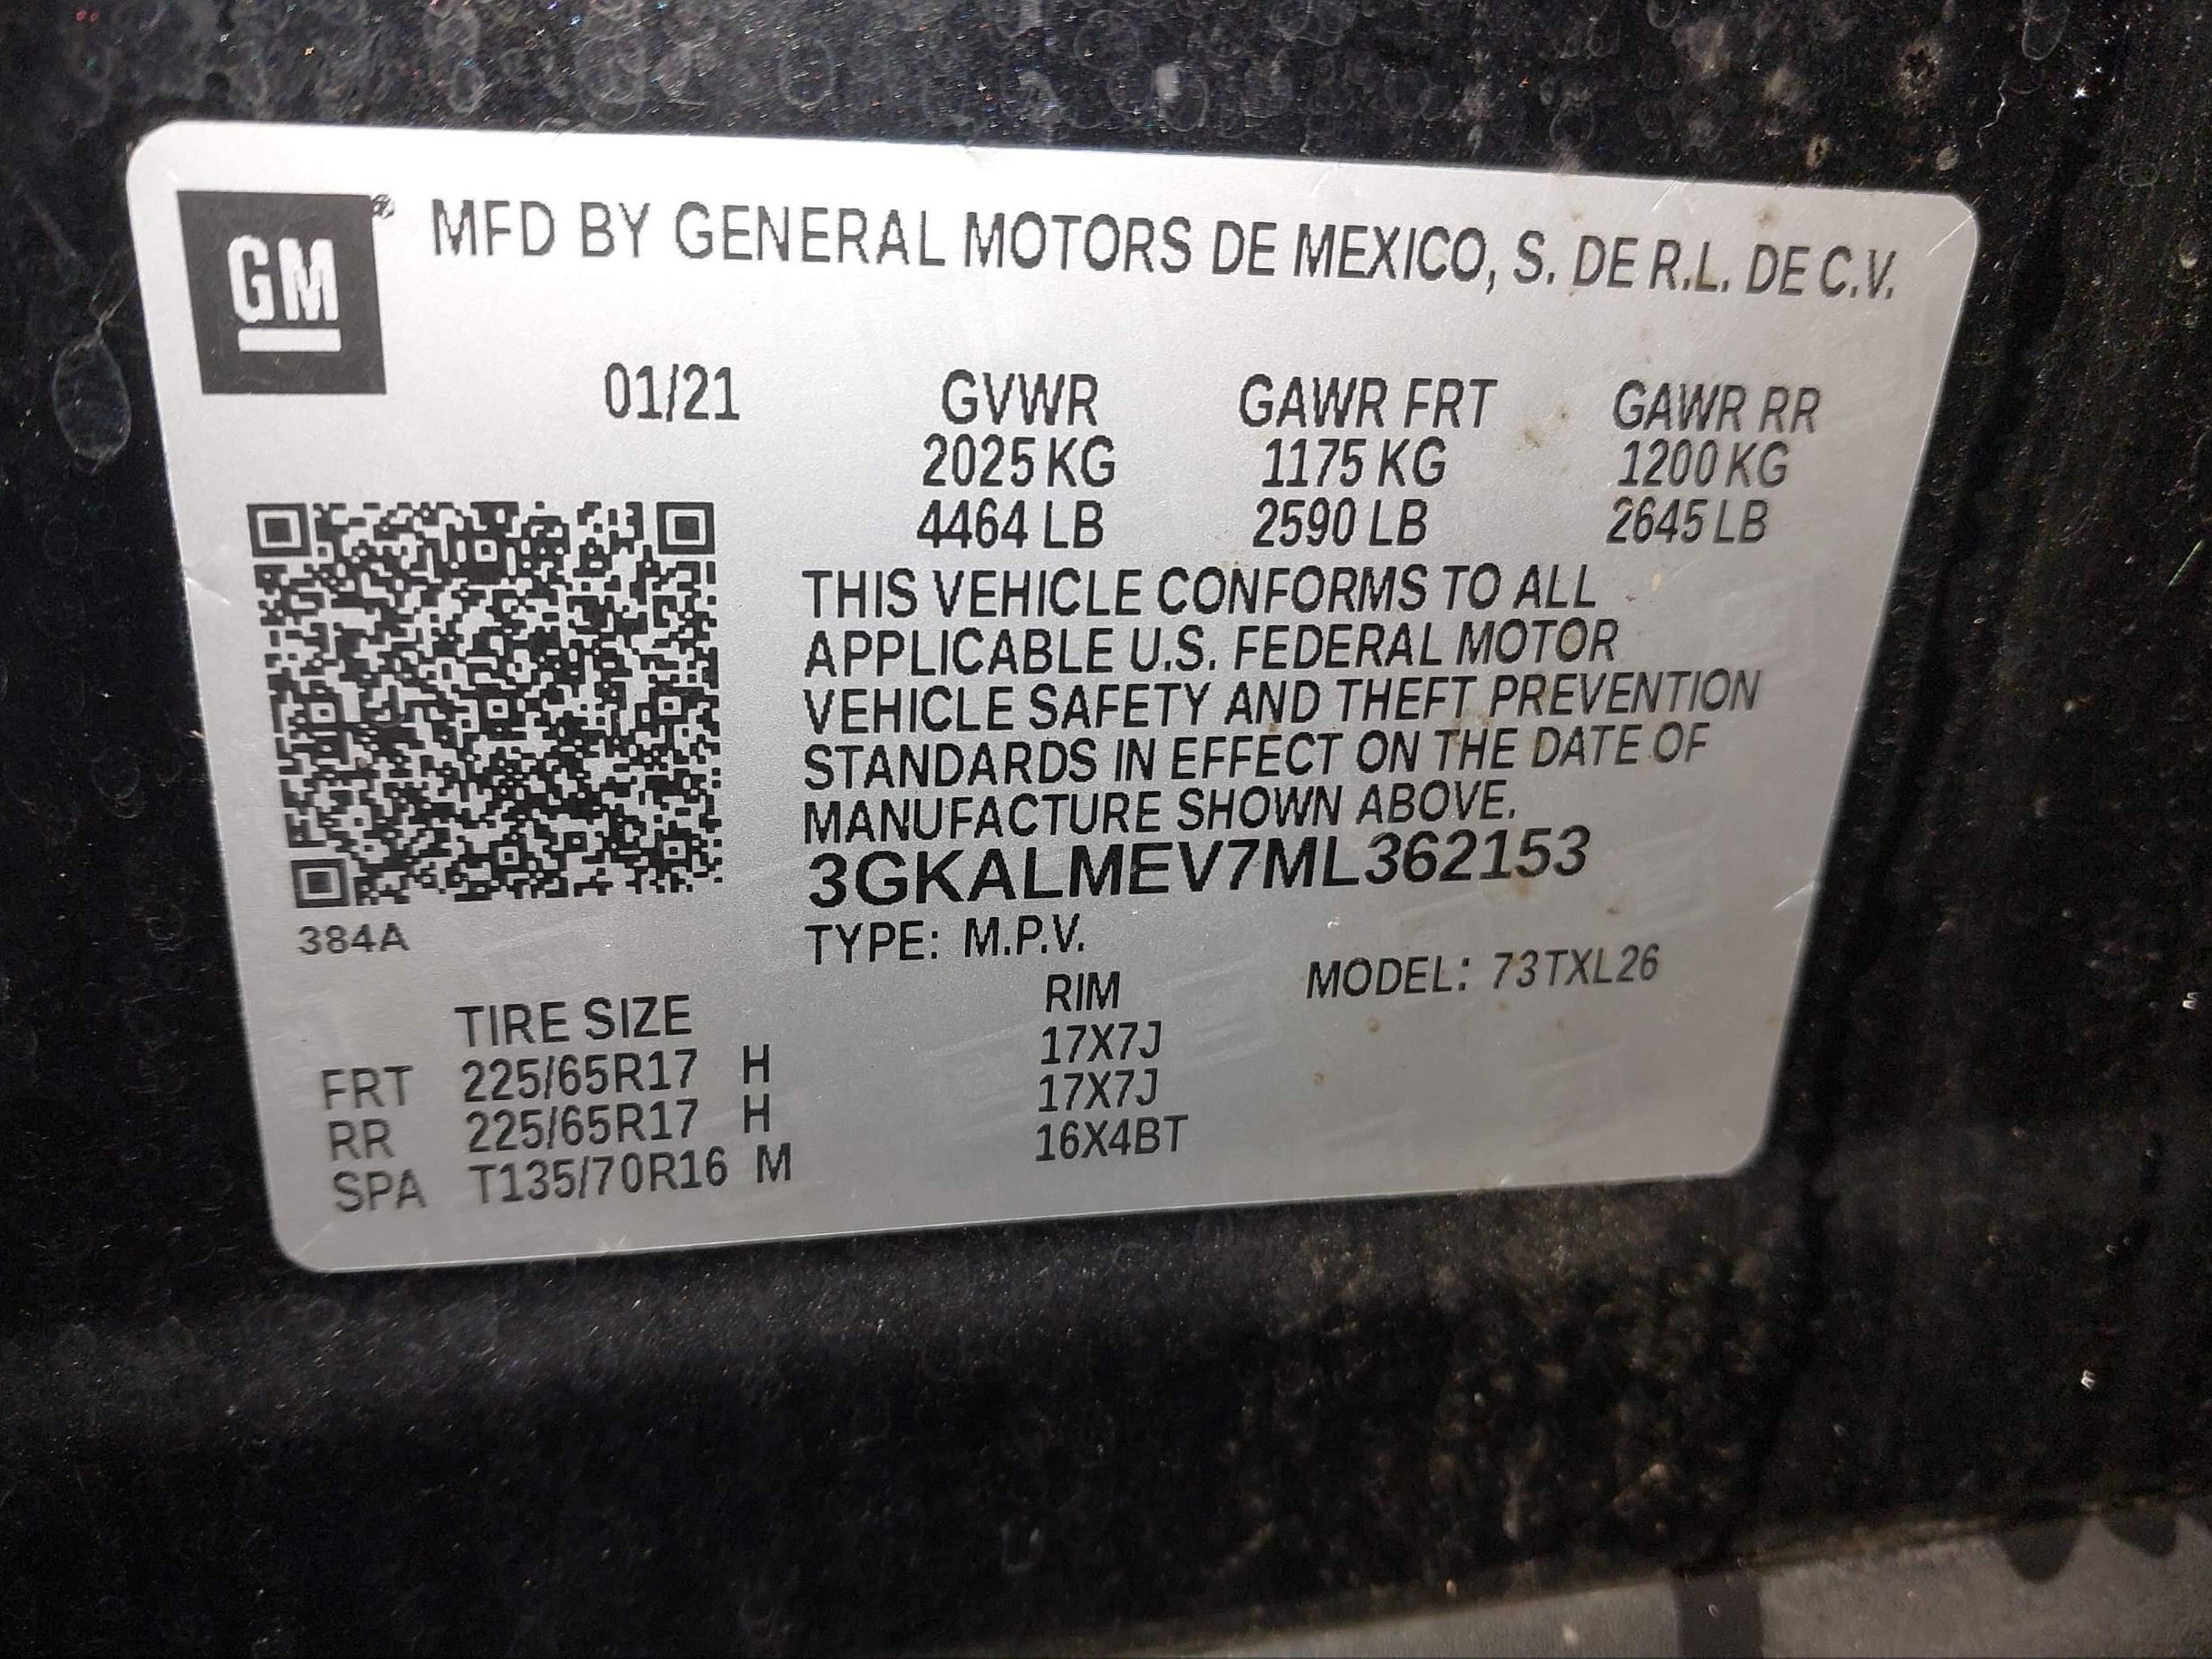 GM® MFD BY GENERAL MOTORS DE MEXICO, S. DE R.L. DE C.V.
01/21 GVWR GAWR FRT GAWR RR
2025 KG 1175 KG 1200 KG
4464 LB 2590 LB 2645 LB
THIS VEHICLE CONFORMS TO ALL
APPLICABLE U.S. FEDERAL MOTOR
VEHICLE SAFETY AND THEFT PREVENTION
STANDARDS IN EFFECT ON THE DATE OF
MANUFACTURE SHOWN ABOVE.
3GKALMEV7ML362153
384A
TYPE: M.P.V. MODEL: 73TXL26
TIRE SIZE RIM
FRT 225/65R17 H 17X7J
RR 225/65R17 H 17X7J
SPA T135/70R16 M 16X4BT